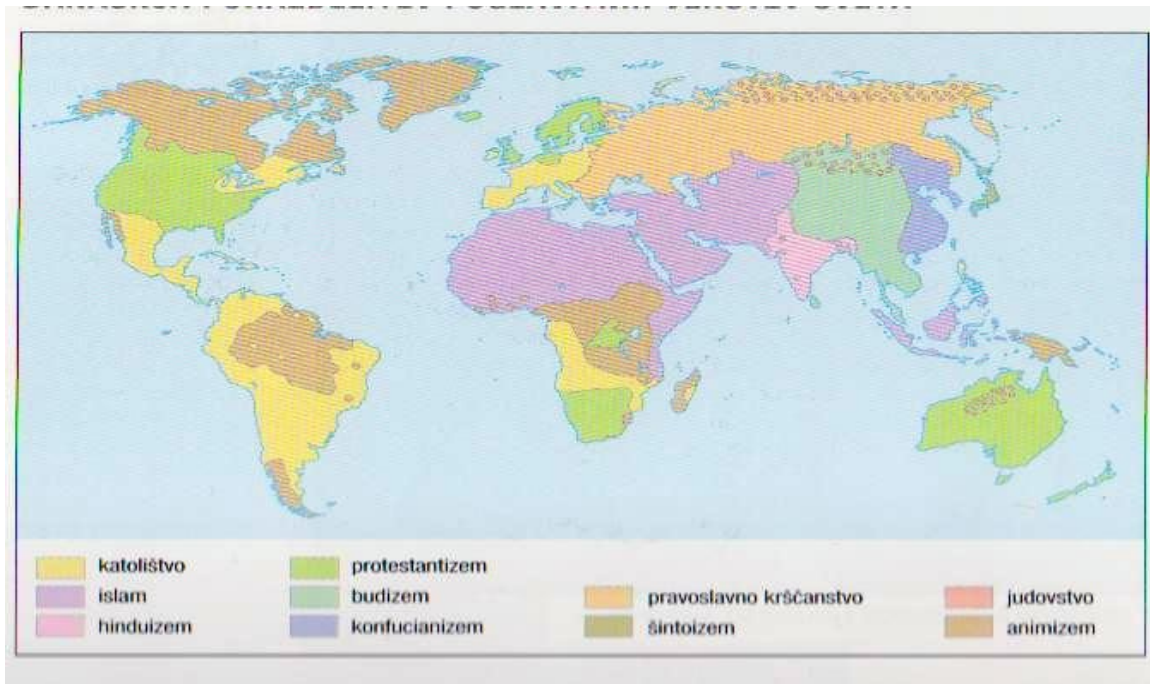 katolištvo
protestantizem
islam
budizem
pravoslavno krščanstvo
judovstvo
hinduizem
konfucianizem
šintoizem
animizem